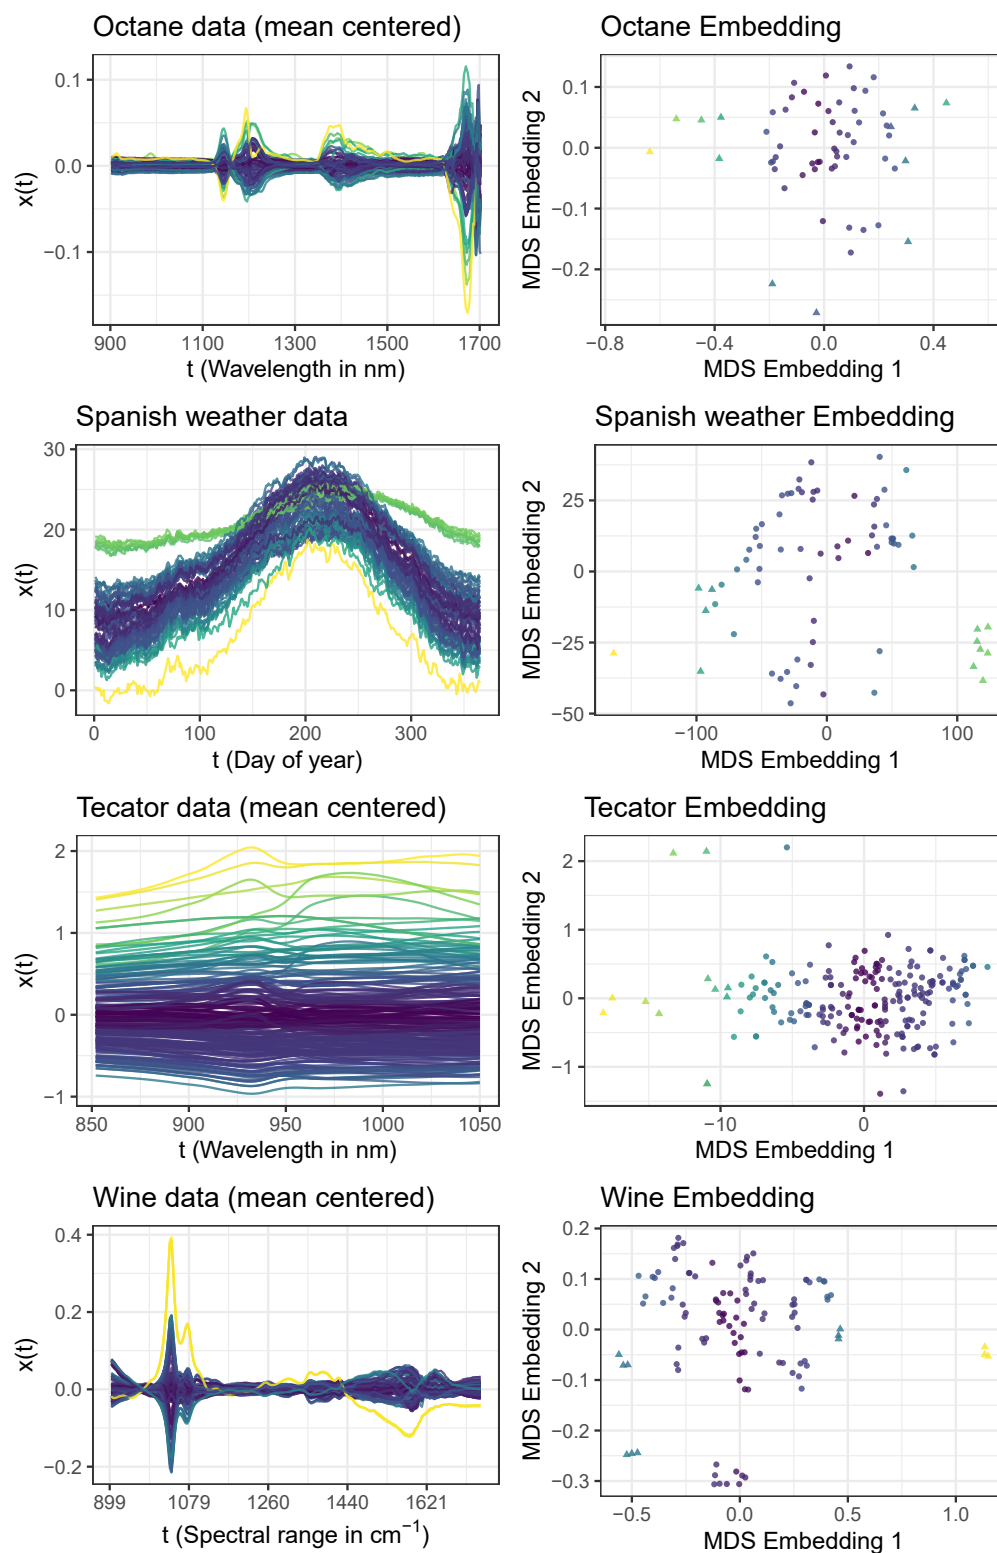 Octane data (mean centered)
0.1
0.0
−0.1
x(t)
900 1100 1300 1500 1700
t (Wavelength in nm)
Octane Embedding
0.1
0.0
−0.1
−0.2
MDS Embedding 2
−0.8 −0.4 0.0 0.4
MDS Embedding 1
Spanish weather data
30
20
10
0
x(t)
0 100 200 300
t (Day of year)
Spanish weather Embedding
25
0
−25
−50
MDS Embedding 2
−100 0 100
MDS Embedding 1
Tecator data (mean centered)
2
1
0
−1
x(t)
850 900 950 1000 1050
t (Wavelength in nm)
Tecator Embedding
2
1
0
−1
MDS Embedding 2
−10 0
MDS Embedding 1
Wine data (mean centered)
0.4
0.2
0.0
−0.2
x(t)
899 1079 1260 1440 1621
t (Spectral range in cm⁻¹)
Wine Embedding
0.2
0.1
0.0
−0.1
−0.2
−0.3
MDS Embedding 2
−0.5 0.0 0.5 1.0
MDS Embedding 1